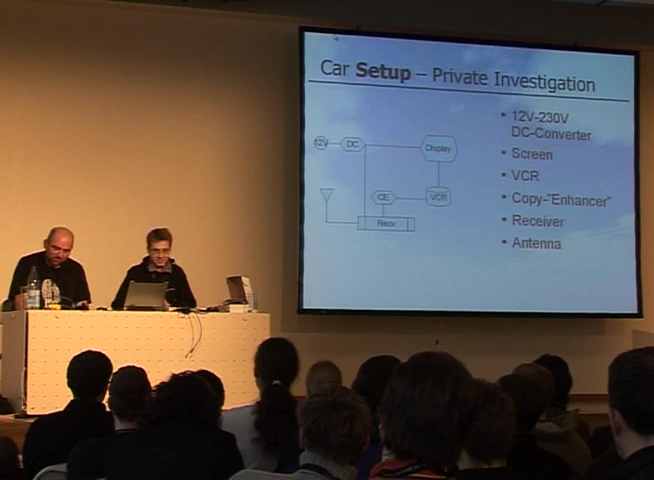 Car Setup – Private Investigation
• 12V-230V
DC-Converter
• Screen
• VCR
• Copy-"Enhancer"
• Receiver
• Antenna
12V
DC
Display
CE
VCR
Recv